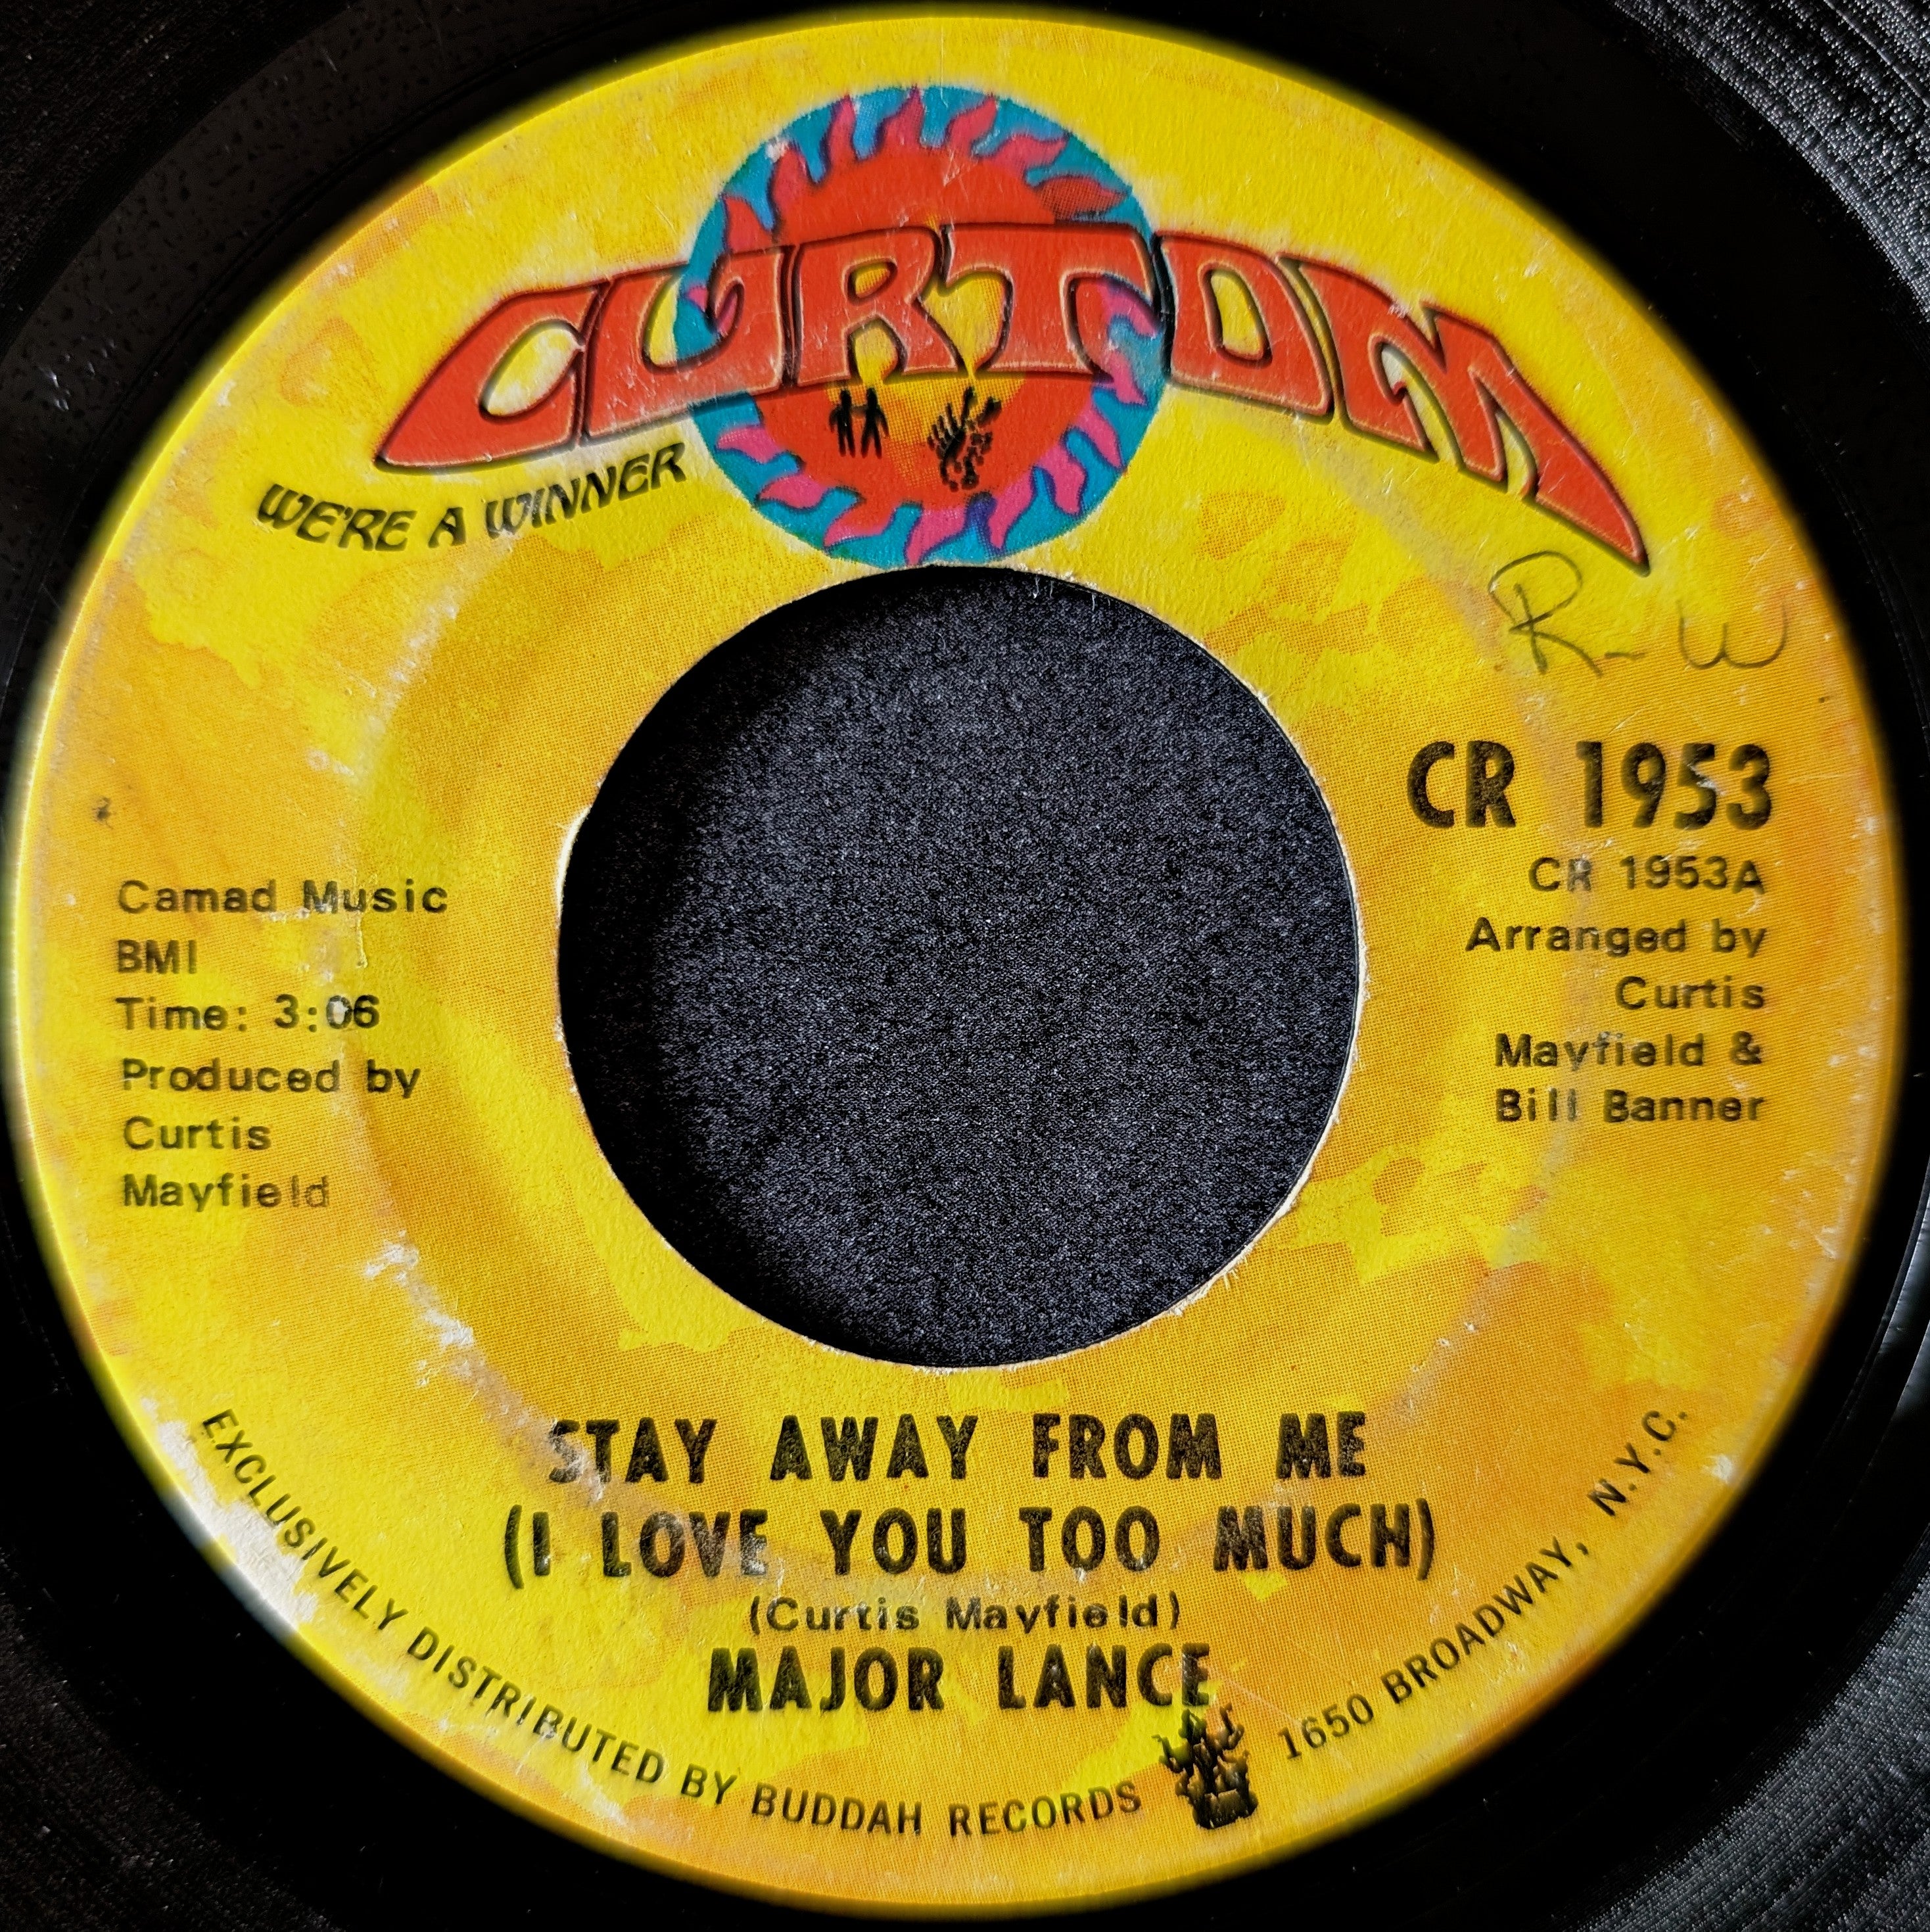 CURTOM
WE'RE A WINNER
R-W
CR 1953
CR 1953A
Arranged by
Curtis
Mayfield &
Bill Banner
Camad Music
BMI
Time: 3:06
Produced by
Curtis
Mayfield
STAY AWAY FROM ME
(I LOVE YOU TOO MUCH)
(Curtis Mayfield)
MAJOR LANCE
EXCLUSIVELY DISTRIBUTED BY BUDDAH RECORDS 1650 BROADWAY, N.Y.C.